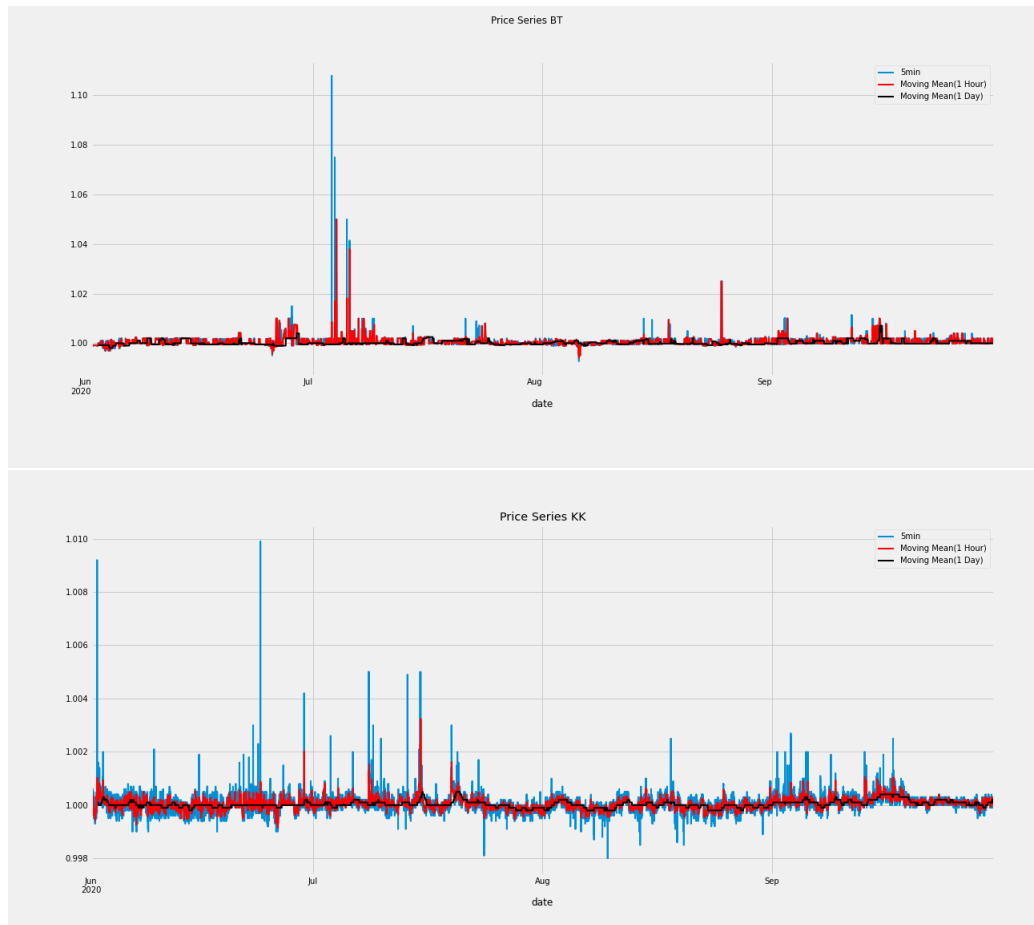 Price Series BT
5min
Moving Mean(1 Hour)
Moving Mean(1 Day)
1.10
1.08
1.06
1.04
1.02
1.00
Jun
2020
Jul
Aug
Sep
date
Price Series KK
5min
Moving Mean(1 Hour)
Moving Mean(1 Day)
1.010
1.008
1.006
1.004
1.002
1.000
0.998
Jun
2020
Jul
Aug
Sep
date